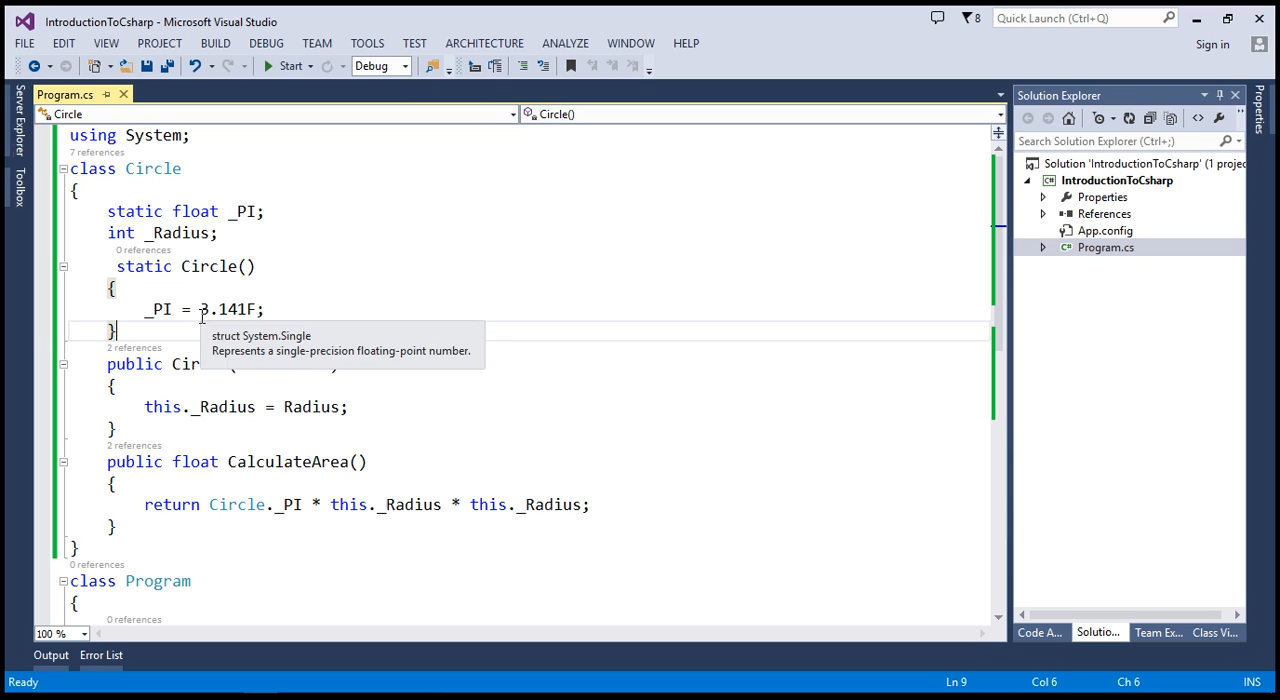 IntroductionToCsharp - Microsoft Visual Studio
8
Quick Launch (Ctrl+Q)
FILE EDIT VIEW PROJECT BUILD DEBUG TEAM TOOLS TEST ARCHITECTURE ANALYZE WINDOW HELP
Sign in
Start
Debug
Server Explorer
Toolbox
Program.cs
Circle
Circle()
using System;
7 references
class Circle
{
static float _PI;
int _Radius;
0 references
static Circle()
{
_PI = 3.141F;
}
struct System.Single
Represents a single-precision floating-point number.
2 references
public Cir
{
this._Radius = Radius;
}
2 references
public float CalculateArea()
{
return Circle._PI * this._Radius * this._Radius;
}
}
0 references
class Program
{
0 references
100 %
Solution Explorer
Search Solution Explorer (Ctrl+;)
Solution 'IntroductionToCsharp' (1 projec
C# IntroductionToCsharp
Properties
References
App.config
C# Program.cs
Code A... Solutio... Team Ex... Class Vi...
Properties
Output Error List
Ready
Ln 9 Col 6 Ch 6 INS